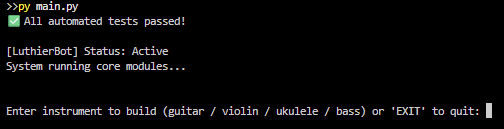 >>py main.py
✅ All automated tests passed!
[LuthierBot] Status: Active
System running core modules...
Enter instrument to build (guitar / violin / ukulele / bass) or 'EXIT' to quit: